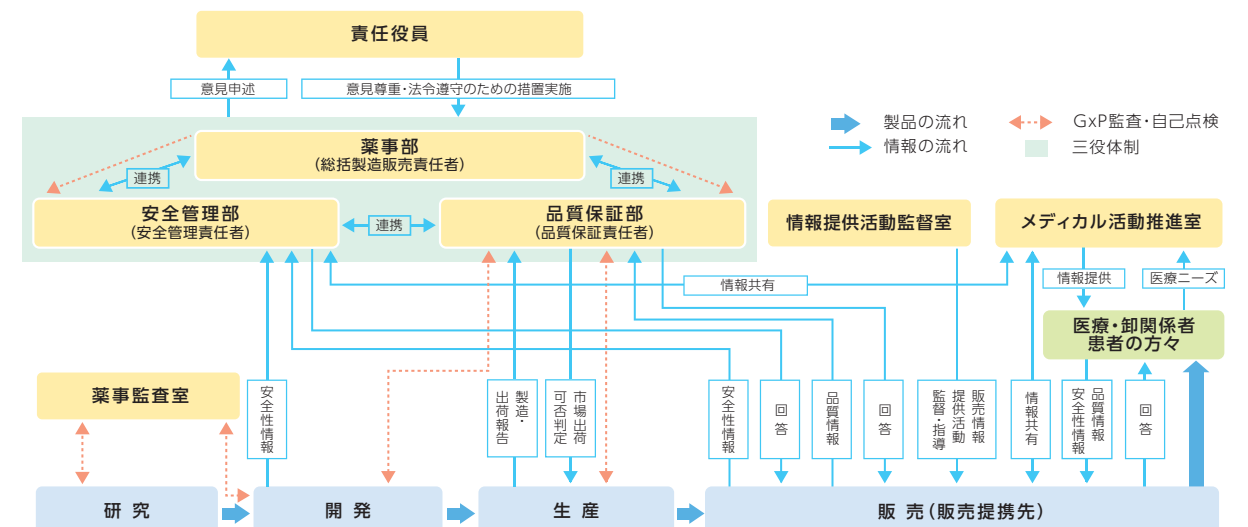 責任役員
意見申述
意見尊重・法令遵守のための措置実施
製品の流れ
GxP監査・自己点検
情報の流れ
三役体制
薬事部
(総括製造販売責任者)
連携
連携
安全管理部
(安全管理責任者)
連携
品質保証部
(品質保証責任者)
情報提供活動監督室
メディカル活動推進室
情報共有
情報提供
医療ニーズ
医療・卸関係者
患者の方々
薬事監査室
安全性情報
製造・
出荷報告
市場出荷
可否判定
安全性情報
回答
品質情報
回答
販売情報
提供活動
監督・指導
情報共有
品質情報
安全性情報
回答
研究
開発
生産
販売(販売提携先)